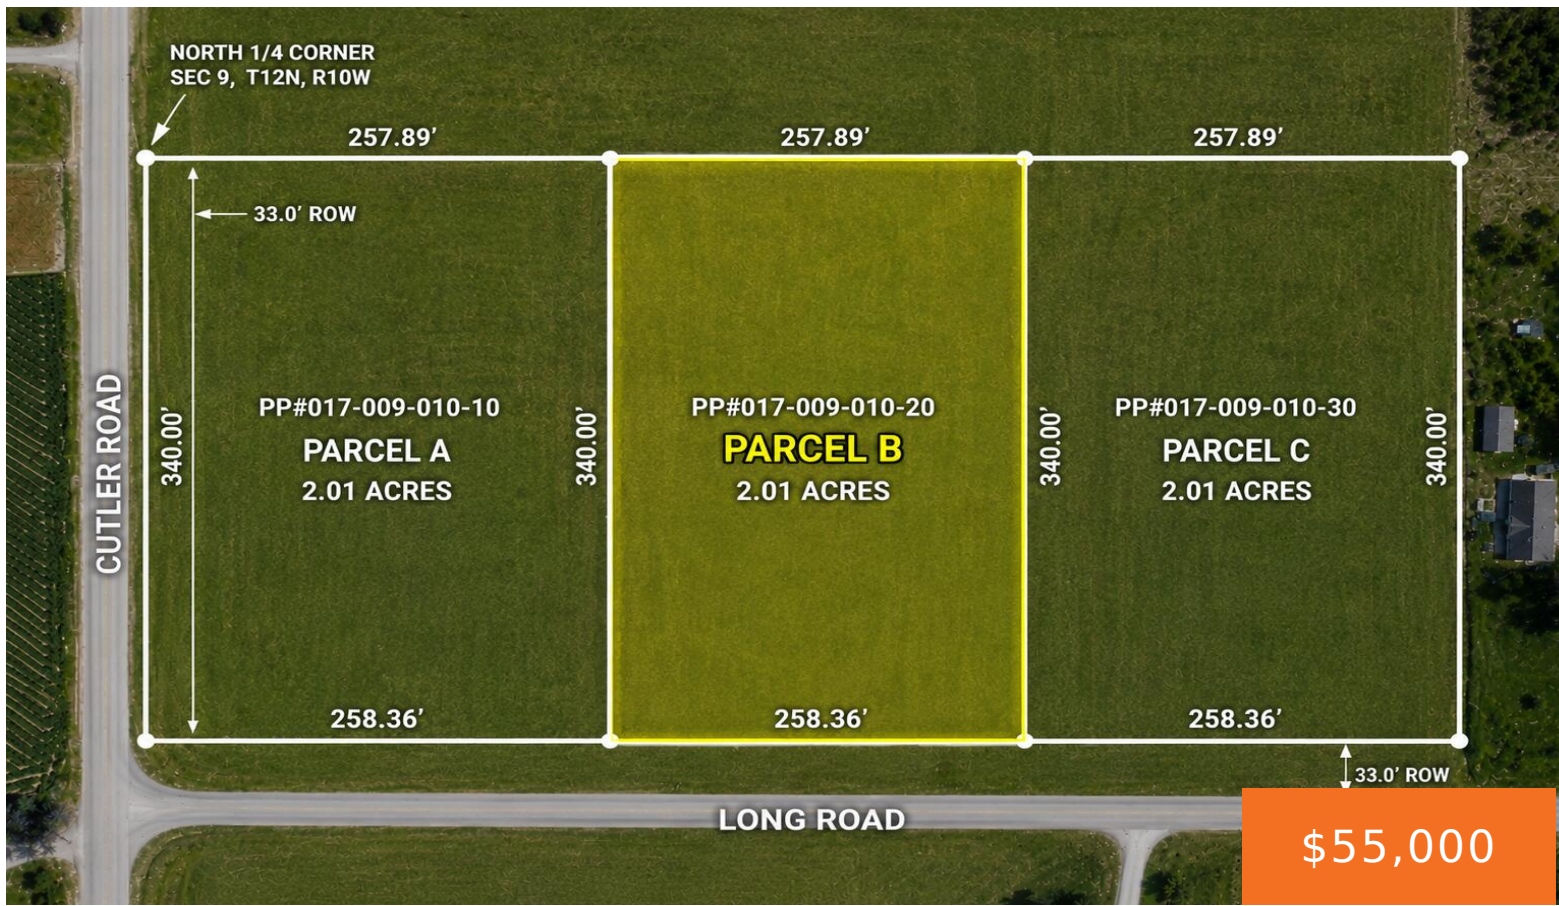 NORTH 1/4 CORNER
SEC 9, T12N, R10W
257.89’
257.89’
257.89’
33.0’ ROW
CUTLER ROAD
340.00’
PP#017-009-010-10
PARCEL A
2.01 ACRES
340.00’
PP#017-009-010-20
PARCEL B
2.01 ACRES
340.00’
PP#017-009-010-30
PARCEL C
2.01 ACRES
340.00’
258.36’
258.36’
258.36’
33.0’ ROW
LONG ROAD
$55,000